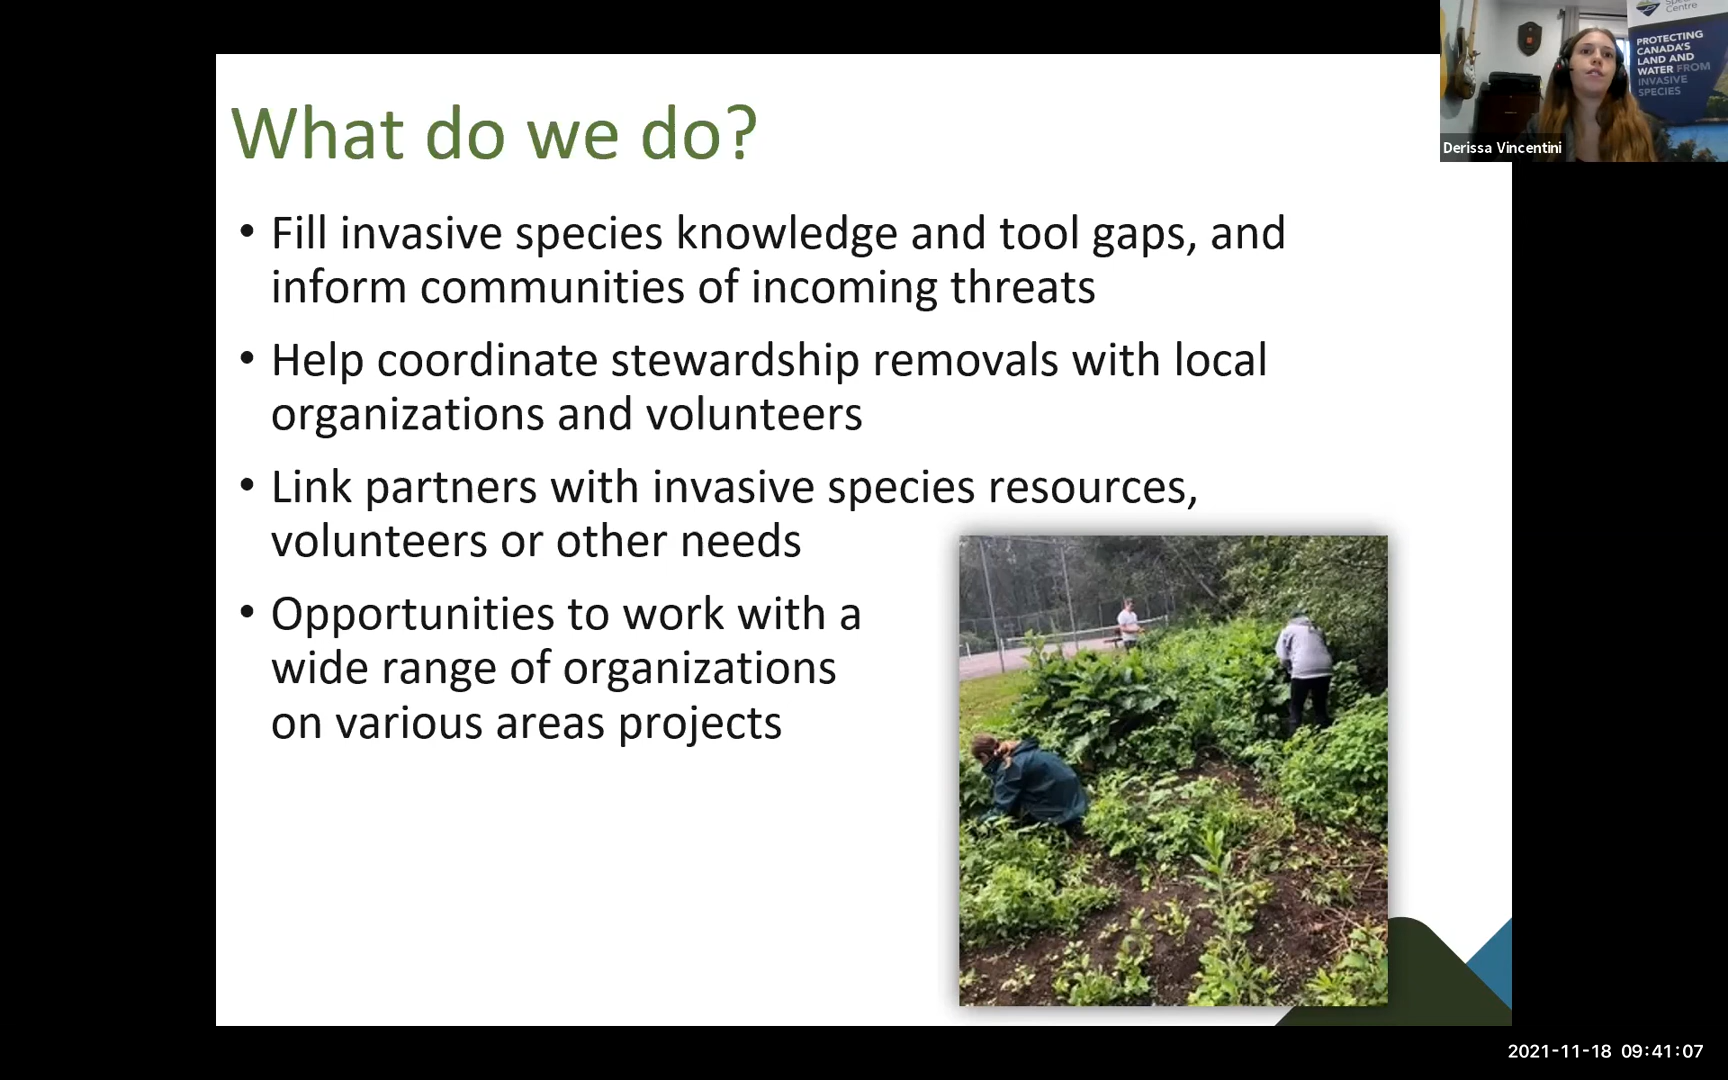 What do we do?
• Fill invasive species knowledge and tool gaps, and
inform communities of incoming threats
• Help coordinate stewardship removals with local
organizations and volunteers
• Link partners with invasive species resources,
volunteers or other needs
• Opportunities to work with a
wide range of organizations
on various areas projects
Centre
PROTECTING
CANADA'S
LAND AND
WATER FROM
INVASIVE
SPECIES
Derissa Vincentini
2021-11-18 09:41:07